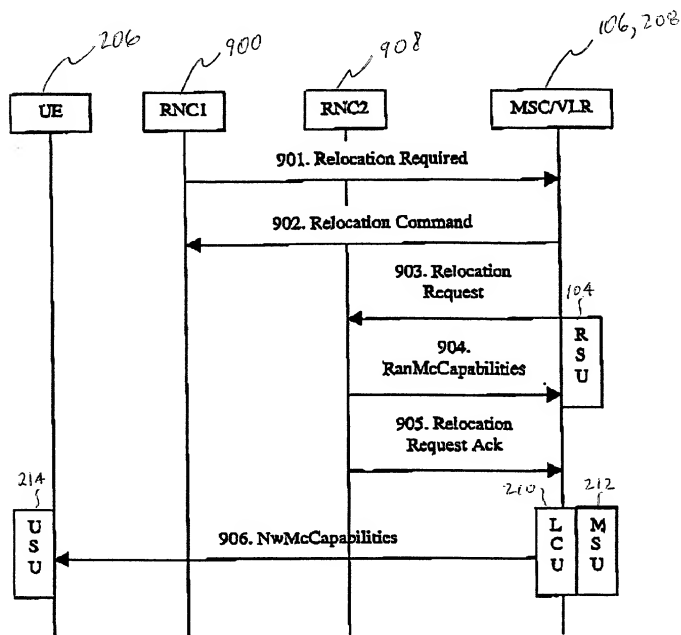 206
900
908
106, 208
UE
RNC1
RNC2
MSC/VLR
901. Relocation Required
902. Relocation Command
903. Relocation
Request
104
R
S
U
904.
RanMcCapabilities
905. Relocation
Request Ack
214
210
212
U
S
U
L
C
U
M
S
U
906. NwMcCapabilities